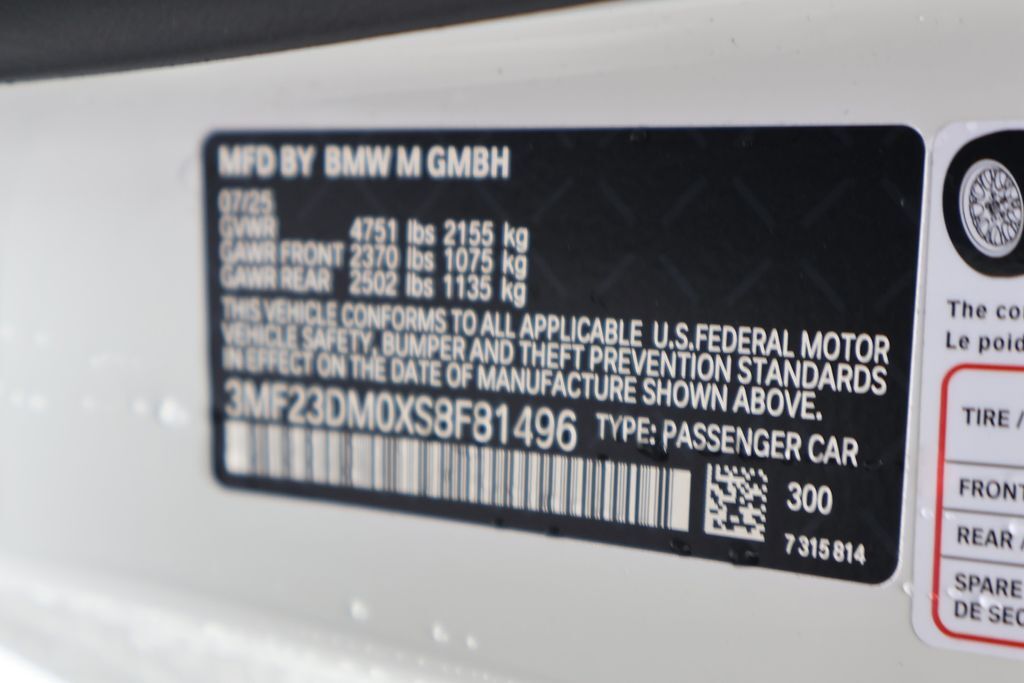 MFD BY BMW M GMBH
07/25
GVWR 4751 lbs 2155 kg
GAWR FRONT 2370 lbs 1075 kg
GAWR REAR 2502 lbs 1135 kg
THIS VEHICLE CONFORMS TO ALL APPLICABLE U.S.FEDERAL MOTOR
VEHICLE SAFETY, BUMPER AND THEFT PREVENTION STANDARDS
IN EFFECT ON THE DATE OF MANUFACTURE SHOWN ABOVE.
3MF23DM0XS8F81496 TYPE: PASSENGER CAR
300
7 315 814
The co
Le poid
TIRE /
FRONT
REAR /
SPARE
DE SEC